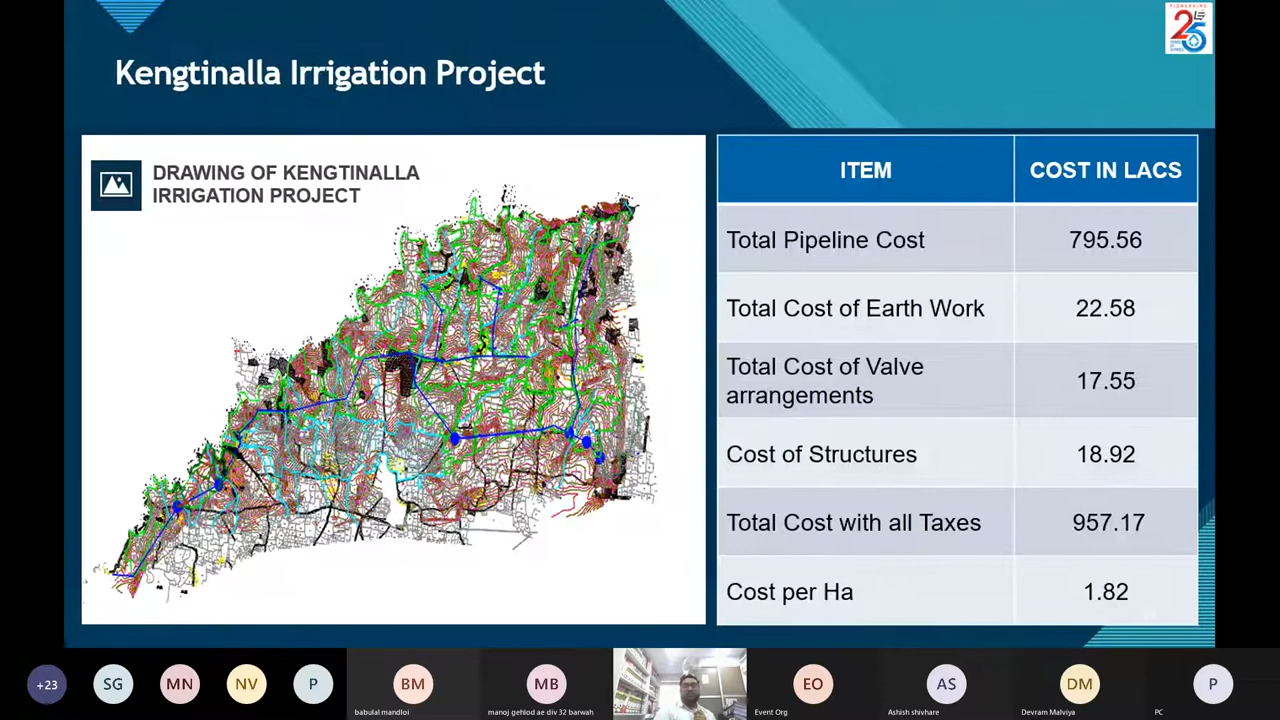 PIONEERING
25
Kengtinalla Irrigation Project
DRAWING OF KENGTINALLA
IRRIGATION PROJECT
ITEM COST IN LACS
Total Pipeline Cost 795.56
Total Cost of Earth Work 22.58
Total Cost of Valve
arrangements 17.55
Cost of Structures 18.92
Total Cost with all Taxes 957.17
Cost per Ha 1.82
+23 SG MN NV P BM MB EO AS DM P
babulal mandloi manoj gehlod ae div 32 barwah Event Org Ashish shivhare Devram Malviya PC